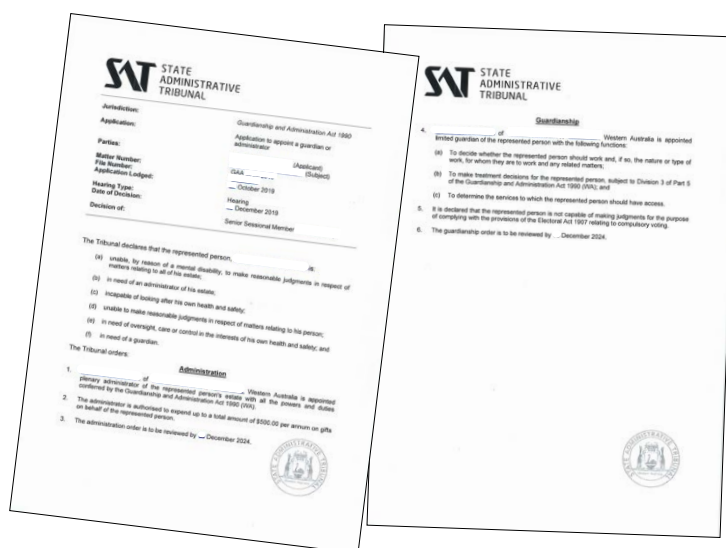 SAT STATE
ADMINISTRATIVE
TRIBUNAL
Jurisdiction: Guardianship and Administration Act 1990
Application: Application to appoint a guardian or
administrator
Parties: (Applicant)
(Subject)
Matter Number: GAA
File Number:
Application Lodged: October 2019
Hearing Type: Hearing
Date of Decision: December 2019
Decision of: Senior Sessional Member
The Tribunal declares that the represented person, is:
(a) unable, by reason of a mental disability, to make reasonable judgments in respect of
matters relating to all of his estate;
(b) in need of an administrator of his estate;
(c) incapable of looking after his own health and safety;
(d) unable to make reasonable judgments in respect of matters relating to his person;
(e) in need of oversight, care or control in the interests of his own health and safety; and
(f) in need of a guardian.
The Tribunal orders:
Administration
1. , of , Western Australia is appointed
plenary administrator of the represented person's estate with all the powers and duties
conferred by the Guardianship and Administration Act 1990 (WA).
2. The administrator is authorised to expend up to a total amount of $500.00 per annum on gifts
on behalf of the represented person.
3. The administration order is to be reviewed by December 2024.
STATE ADMINISTRATIVE TRIBUNAL
SAT STATE
ADMINISTRATIVE
TRIBUNAL
Guardianship
4. , of Western Australia is appointed
limited guardian of the represented person with the following functions:
(a) To decide whether the represented person should work and, if so, the nature or type of
work, for whom they are to work and any related matters;
(b) To make treatment decisions for the represented person, subject to Division 3 of Part 5
of the Guardianship and Administration Act 1990 (WA); and
(c) To determine the services to which the represented person should have access.
5. It is declared that the represented person is not capable of making judgments for the purpose
of complying with the provisions of the Electoral Act 1907 relating to compulsory voting.
6. The guardianship order is to be reviewed by December 2024.
STATE ADMINISTRATIVE TRIBUNAL